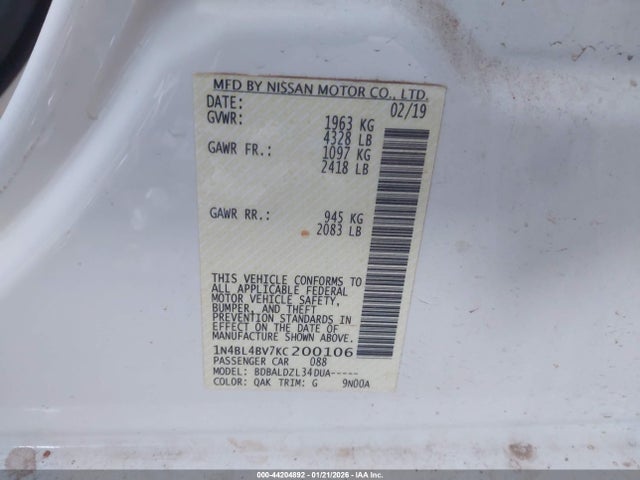 MFD BY NISSAN MOTOR CO., LTD.
DATE: 02/19
GVWR: 1963 KG
4328 LB
GAWR FR.: 1097 KG
2418 LB
GAWR RR.: 945 KG
2083 LB
THIS VEHICLE CONFORMS TO
ALL APPLICABLE FEDERAL
MOTOR VEHICLE SAFETY,
BUMPER, AND THEFT
PREVENTION STANDARDS IN
EFFECT ON THE DATE OF
MANUFACTURE SHOWN ABOVE.
1N4BL4BV7KC200106
PASSENGER CAR 088
MODEL: BDBALDZL34DUA-----
COLOR: QAK TRIM: G 9N00A
000-44204892 - 01/21/2026 - IAA Inc.